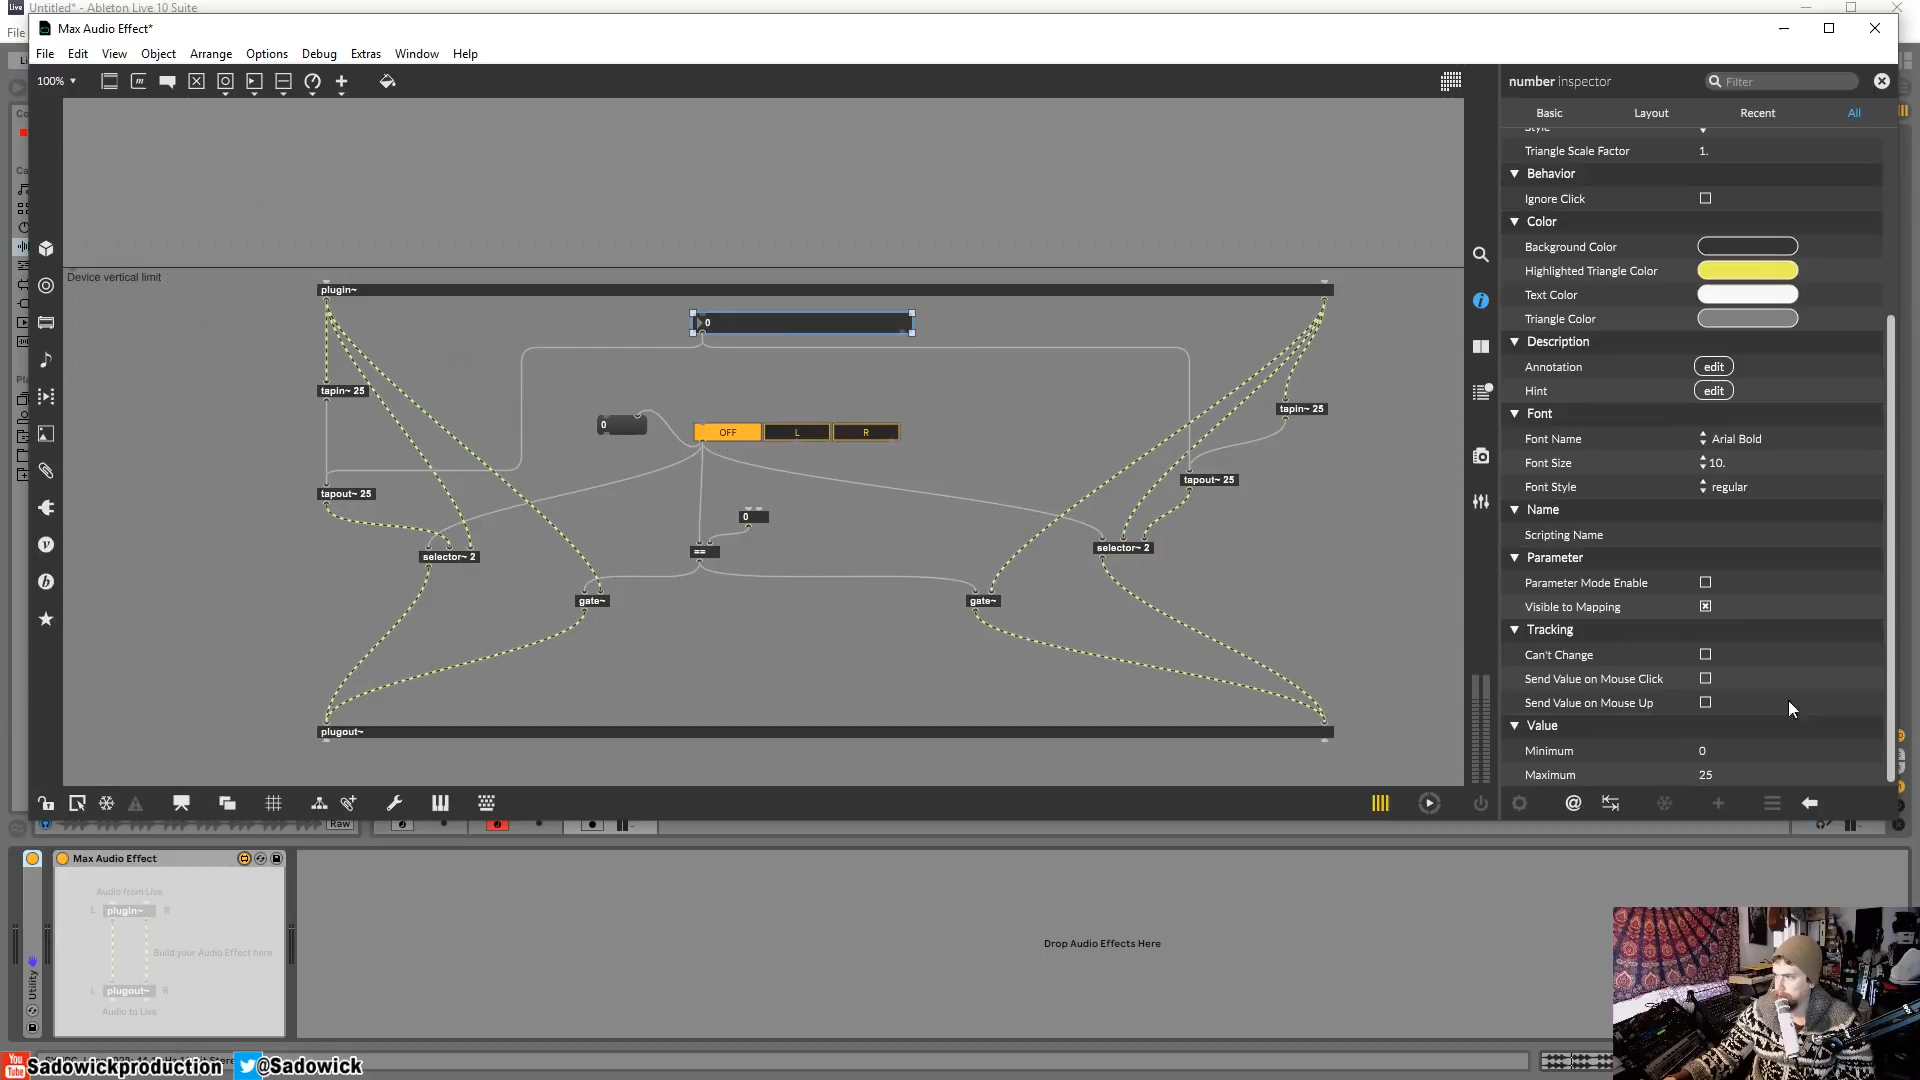 Live Untitled* - Ableton Live 10 Suite
File
Max Audio Effect*
File Edit View Object Arrange Options Debug Extras Window Help
100%
number inspector
Filter
Basic Layout Recent All
Style
Triangle Scale Factor 1.
Behavior
Ignore Click
Color
Background Color
Highlighted Triangle Color
Text Color
Triangle Color
Description
Annotation edit
Hint edit
Font
Font Name Arial Bold
Font Size 10.
Font Style regular
Name
Scripting Name
Parameter
Parameter Mode Enable
Visible to Mapping
Tracking
Can't Change
Send Value on Mouse Click
Send Value on Mouse Up
Value
Minimum 0
Maximum 25
Device vertical limit
plugin~
0
tapin~ 25
tapin~ 25
0
OFF L R
tapout~ 25
tapout~ 25
0
selector~ 2
==
selector~ 2
gate~
gate~
plugout~
Raw
Max Audio Effect
Audio from Live
L plugin~ R
Build your Audio Effect here
L plugout~ R
Audio to Live
Utility
Drop Audio Effects Here
You Tube Sadowickproduction @Sadowick